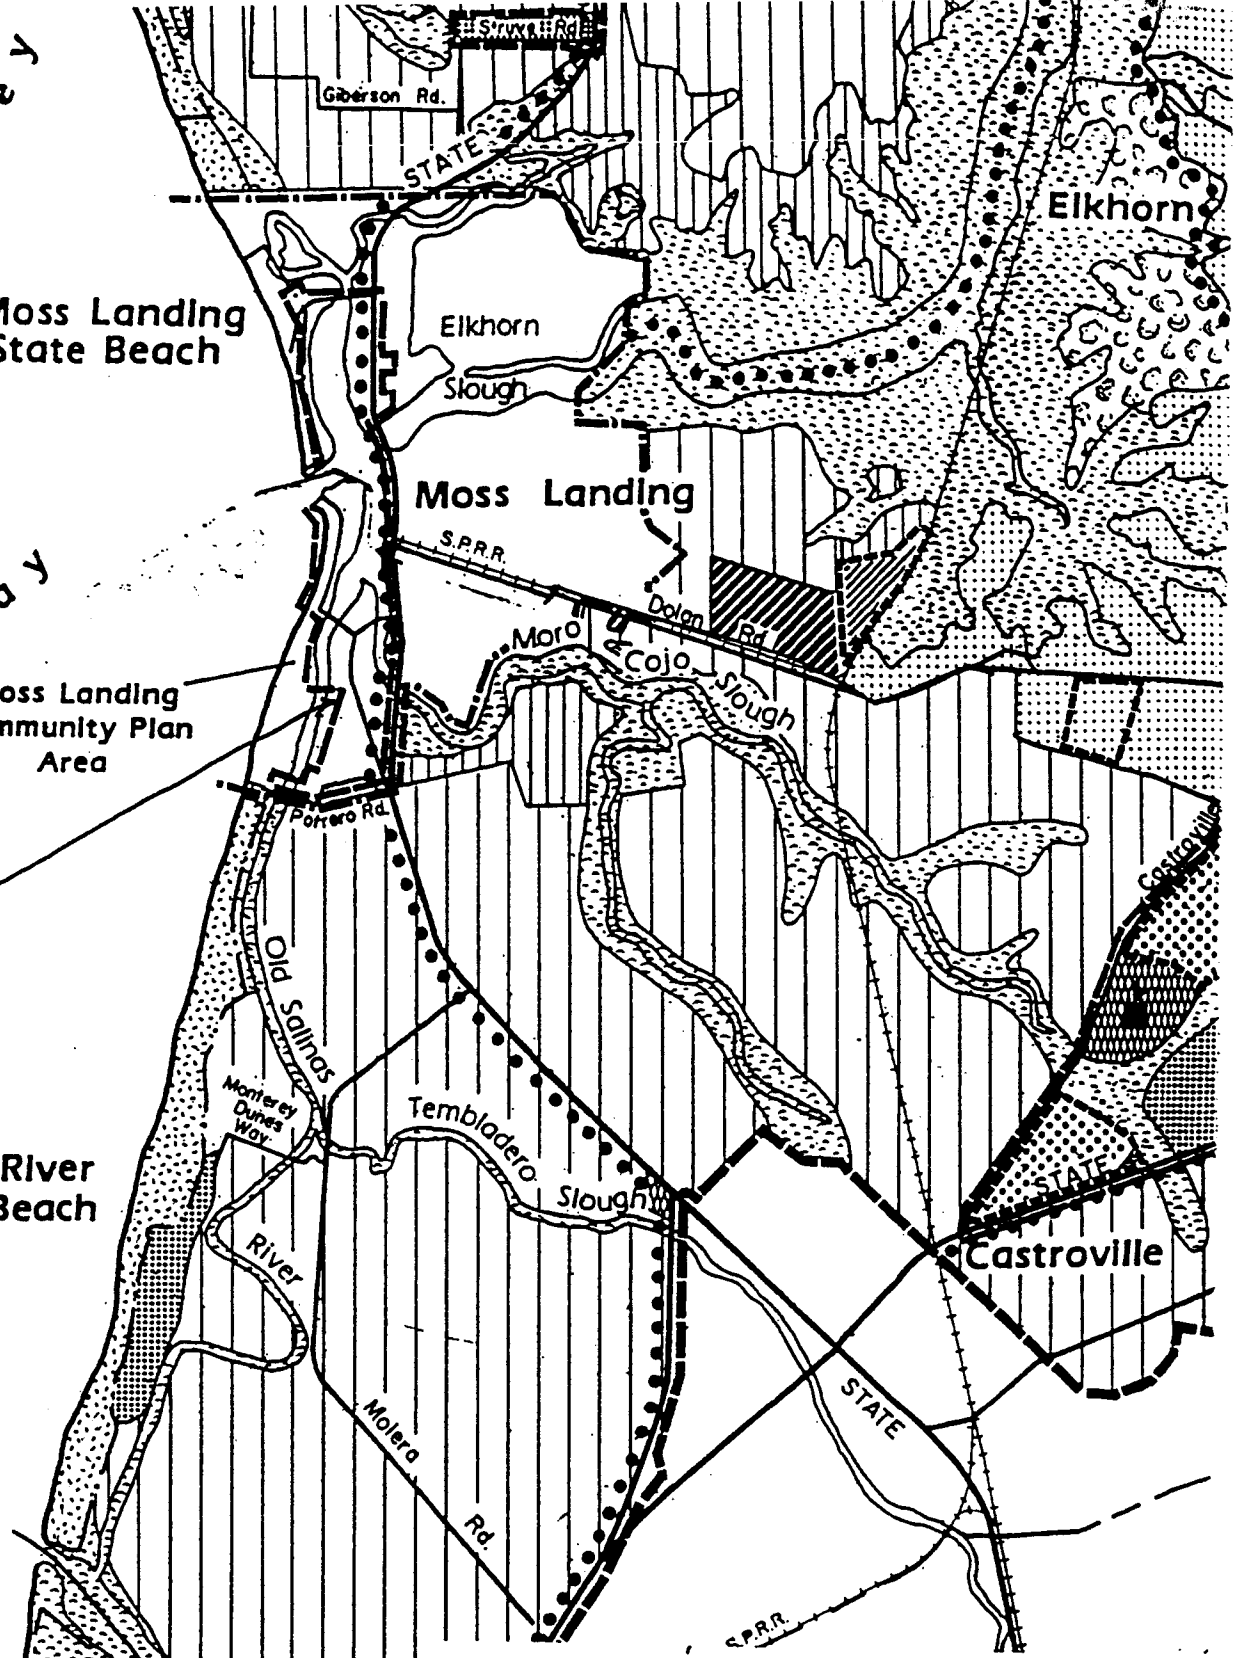 Struve Rd
Giberson Rd.
STATE
Elkhorn
Moss Landing
State Beach
Elkhorn
Slough
Moss Landing
S.P.R.R.
Dolan Rd
Moro
Cojo
Slough
oss Landing
mmunity Plan
Area
Potrero Rd.
Castroville
Old
Salinas
Monterey
Dunes
Way
Tembladero
Slough
River
Beach
River
STATE
Castroville
STATE
Molera
Rd.
S.P.R.R.